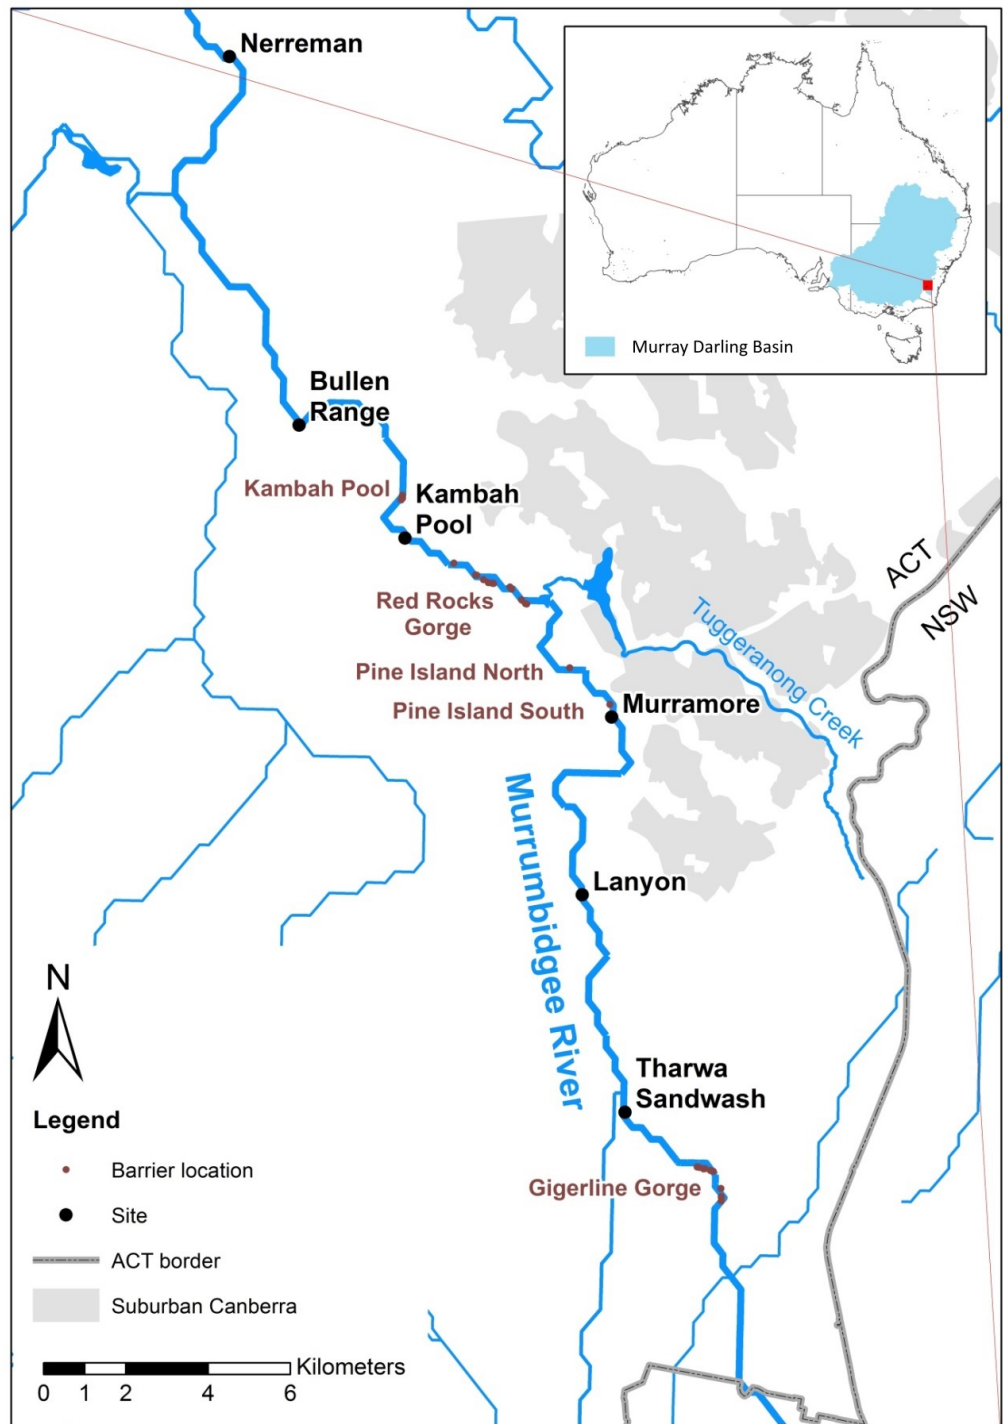 Nerreman
Murray Darling Basin
Bullen
Range
Kambah Pool
Kambah
Pool
Red Rocks
Gorge
ACT
NSW
Tuggeranong Creek
Pine Island North
Pine Island South
Murramore
Murrumbidgee River
Lanyon
N
Tharwa
Sandwash
Gigerline Gorge
Legend
Barrier location
Site
ACT border
Suburban Canberra
Kilometers
0 1 2 4 6